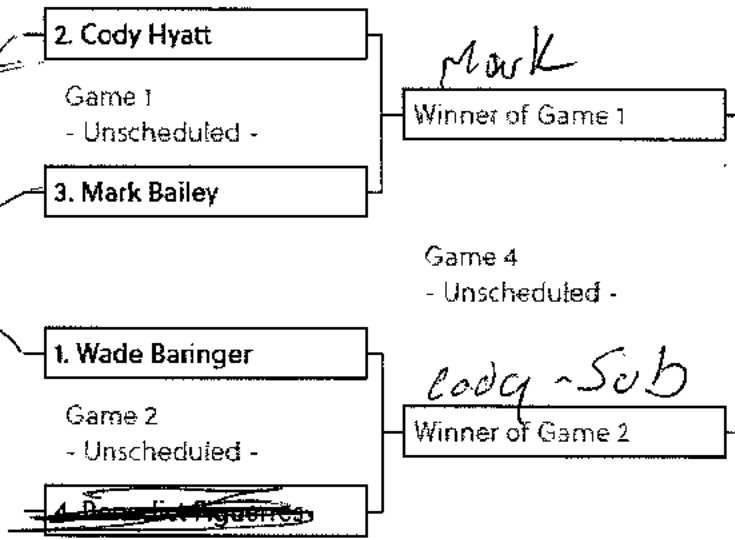 2. Cody Hyatt
Mark
Game 1
- Unscheduled -
Winner of Game 1
3. Mark Bailey
Game 4
- Unscheduled -
1. Wade Baringer
Cody - Sub
Game 2
- Unscheduled -
Winner of Game 2
4.